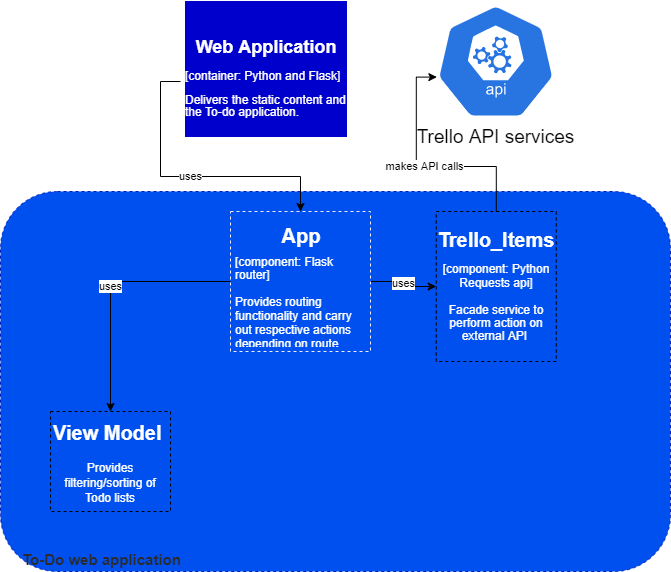 Web Application
[container: Python and Flask]
Delivers the static content and
the To-do application.
api
Trello API services
makes API calls
uses
App
[component: Flask
router]
Provides routing
functionality and carry
out respective actions
depending on route
Trello_Items
[component: Python
Requests api]
Facade service to
perform action on
external API
uses
uses
View Model
Provides
filtering/sorting of
Todo lists
To-Do web application